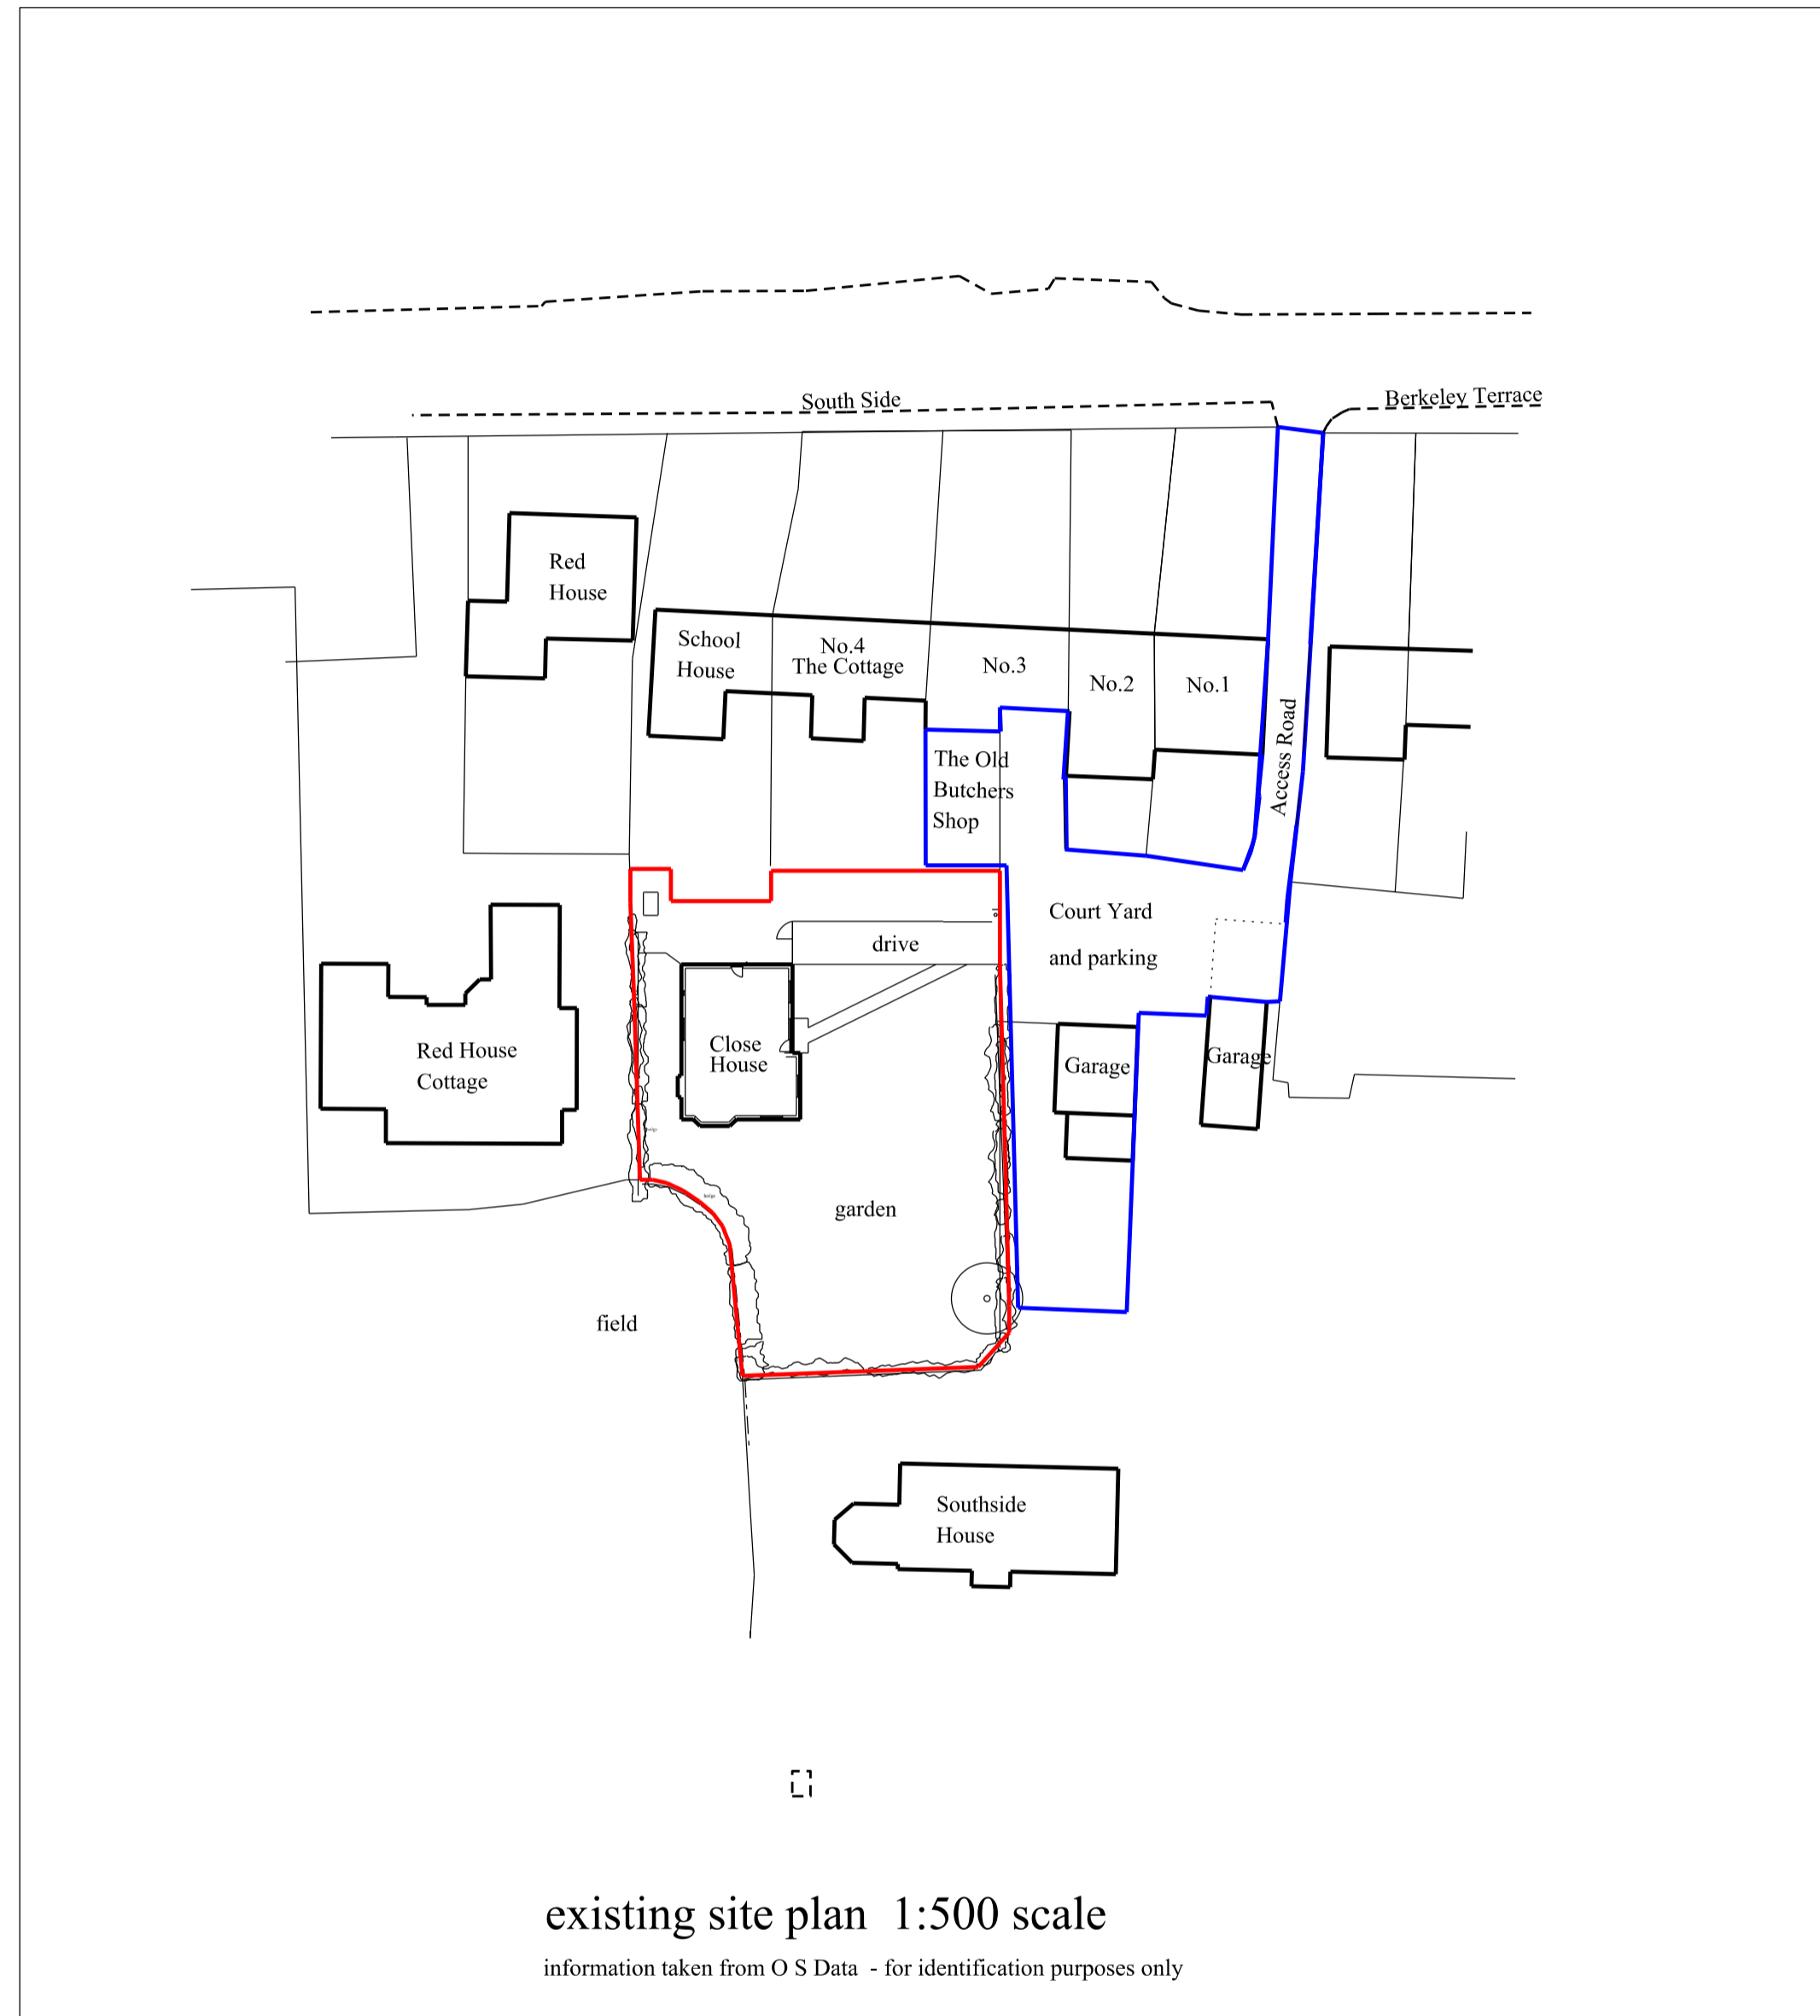 South Side
Berkeley Terrace
Red
House
School
House
No.4
The Cottage
No.3
No.2
No.1
Access Road
The Old
Butchers
Shop
Court Yard
and parking
drive
Close
House
Red House
Cottage
Garage
Garage
garden
field
Southside
House
existing site plan 1:500 scale
information taken from O S Data - for identification purposes only